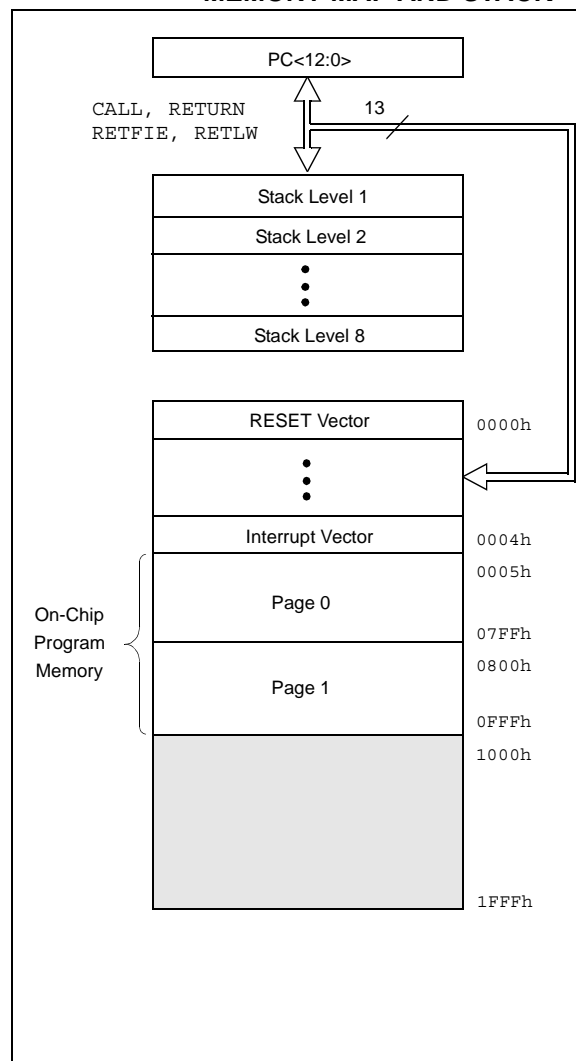 MEMORY MAP AND STACK
PC<12:0>
CALL, RETURN
RETFIE, RETLW
13
Stack Level 1
Stack Level 2
Stack Level 8
RESET Vector
0000h
Interrupt Vector
0004h
0005h
On-Chip
Program
Memory
Page 0
07FFh
0800h
Page 1
0FFFh
1000h
1FFFh